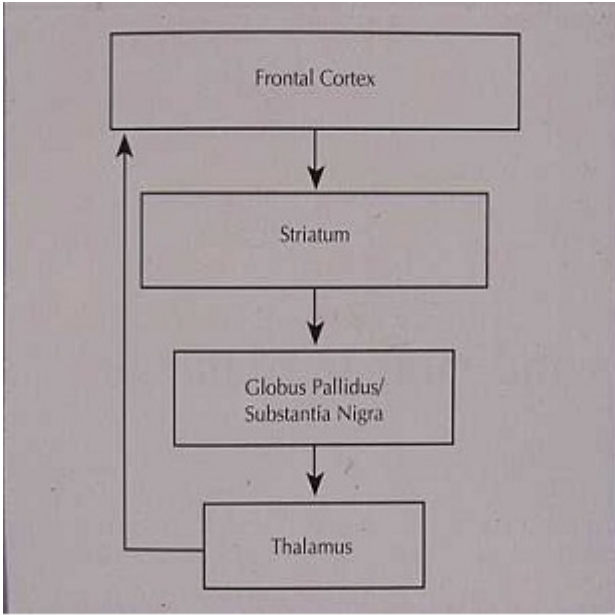 Frontal Cortex
Striatum
Globus Pallidus/
Substantia Nigra
Thalamus